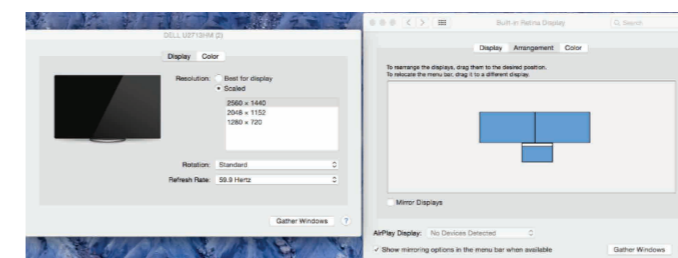 DELL U2713HM (2)
Display Color
Resolution: Best for display
Scaled
2560 × 1440
2048 × 1152
1280 × 720
Rotation: Standard
Refresh Rate: 59.9 Hertz
Gather Windows ?
Built-in Retina Display
Search
Display Arrangement Color
To rearrange the displays, drag them to the desired position.
To relocate the menu bar, drag it to a different display.
Mirror Displays
AirPlay Display: No Devices Detected
Show mirroring options in the menu bar when available
Gather Windows